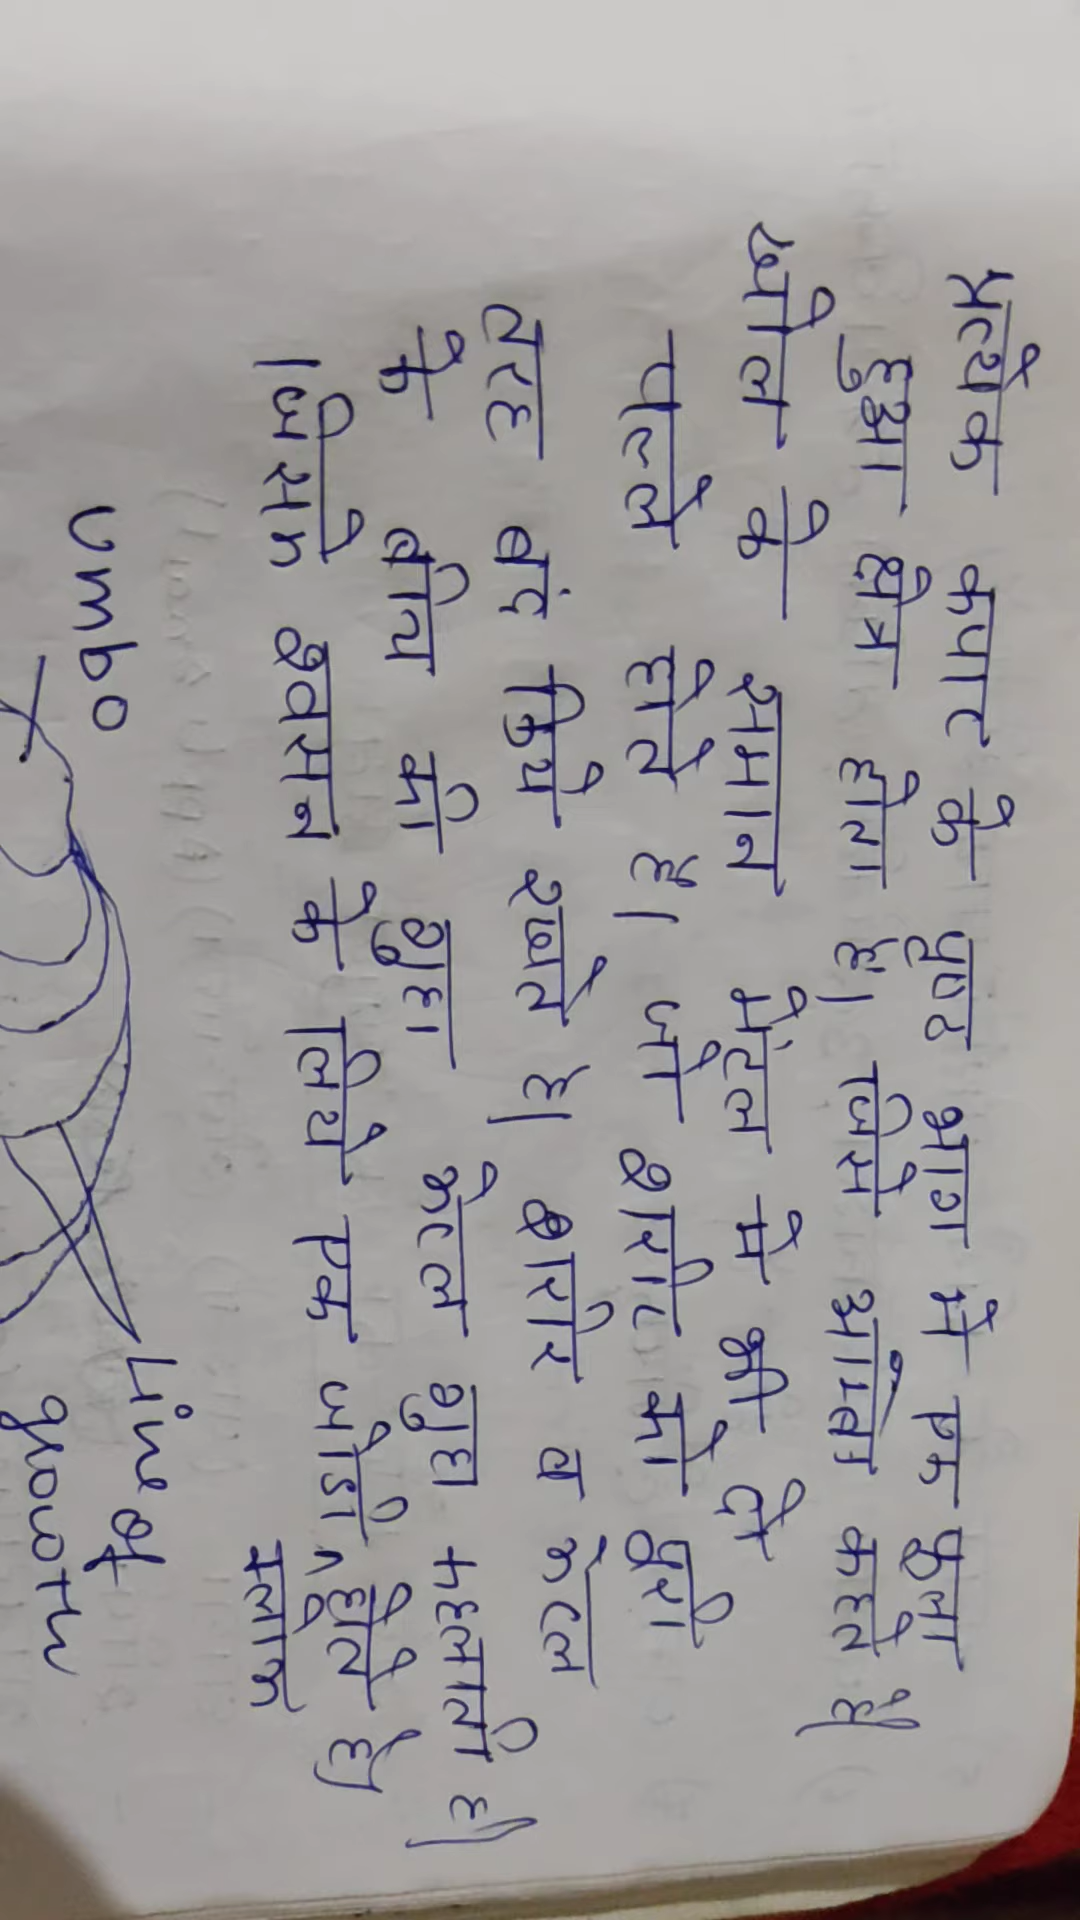 प्रत्येक कपाट के पृष्ठ भाग मे एक फुला
हुआ क्षेत्र होता है। जिसे आम्बो कहते है।
खोल के समान मेंटल मे भी दो
पल्ले होते है। जो शरीर को पुरी
तरह बंद किये रखते है। शरीर व मेंटल
के बीच की गुहा मेंटल गुहा कहलाती है।
जिसमे श्वसन के लिये एक जोडी क्लोम होते है
Umbo
Line of
growth